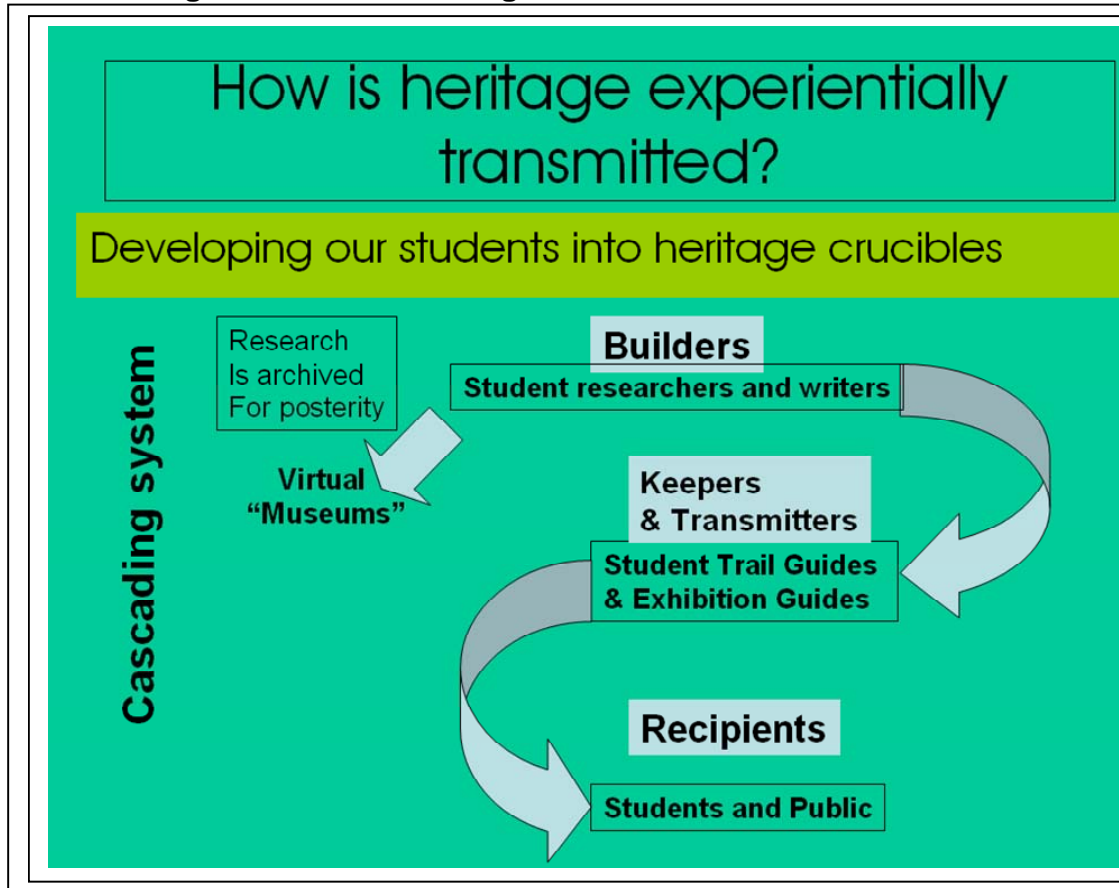 How is heritage experientially
transmitted?
Developing our students into heritage crucibles
Cascading system
Research
Is archived
For posterity
Virtual
“Museums”
Builders
Student researchers and writers
Keepers
& Transmitters
Student Trail Guides
& Exhibition Guides
Recipients
Students and Public